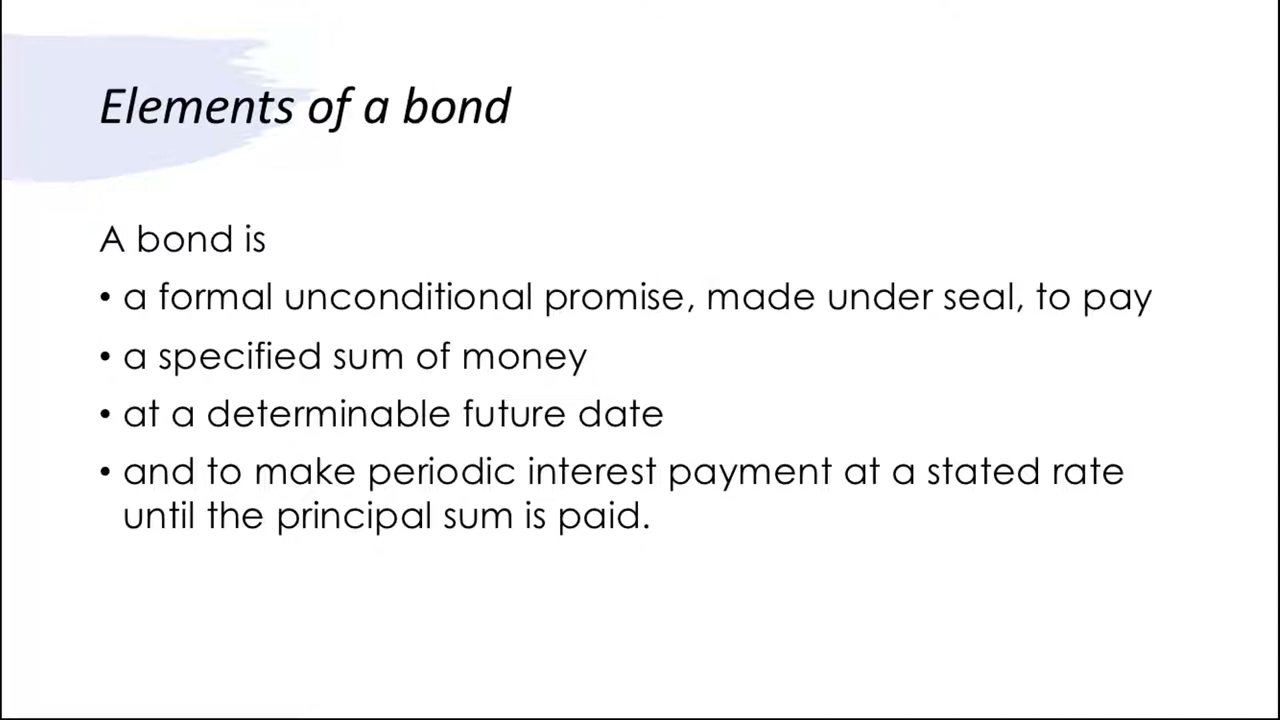 Elements of a bond
A bond is
• a formal unconditional promise, made under seal, to pay
• a specified sum of money
• at a determinable future date
• and to make periodic interest payment at a stated rate
until the principal sum is paid.